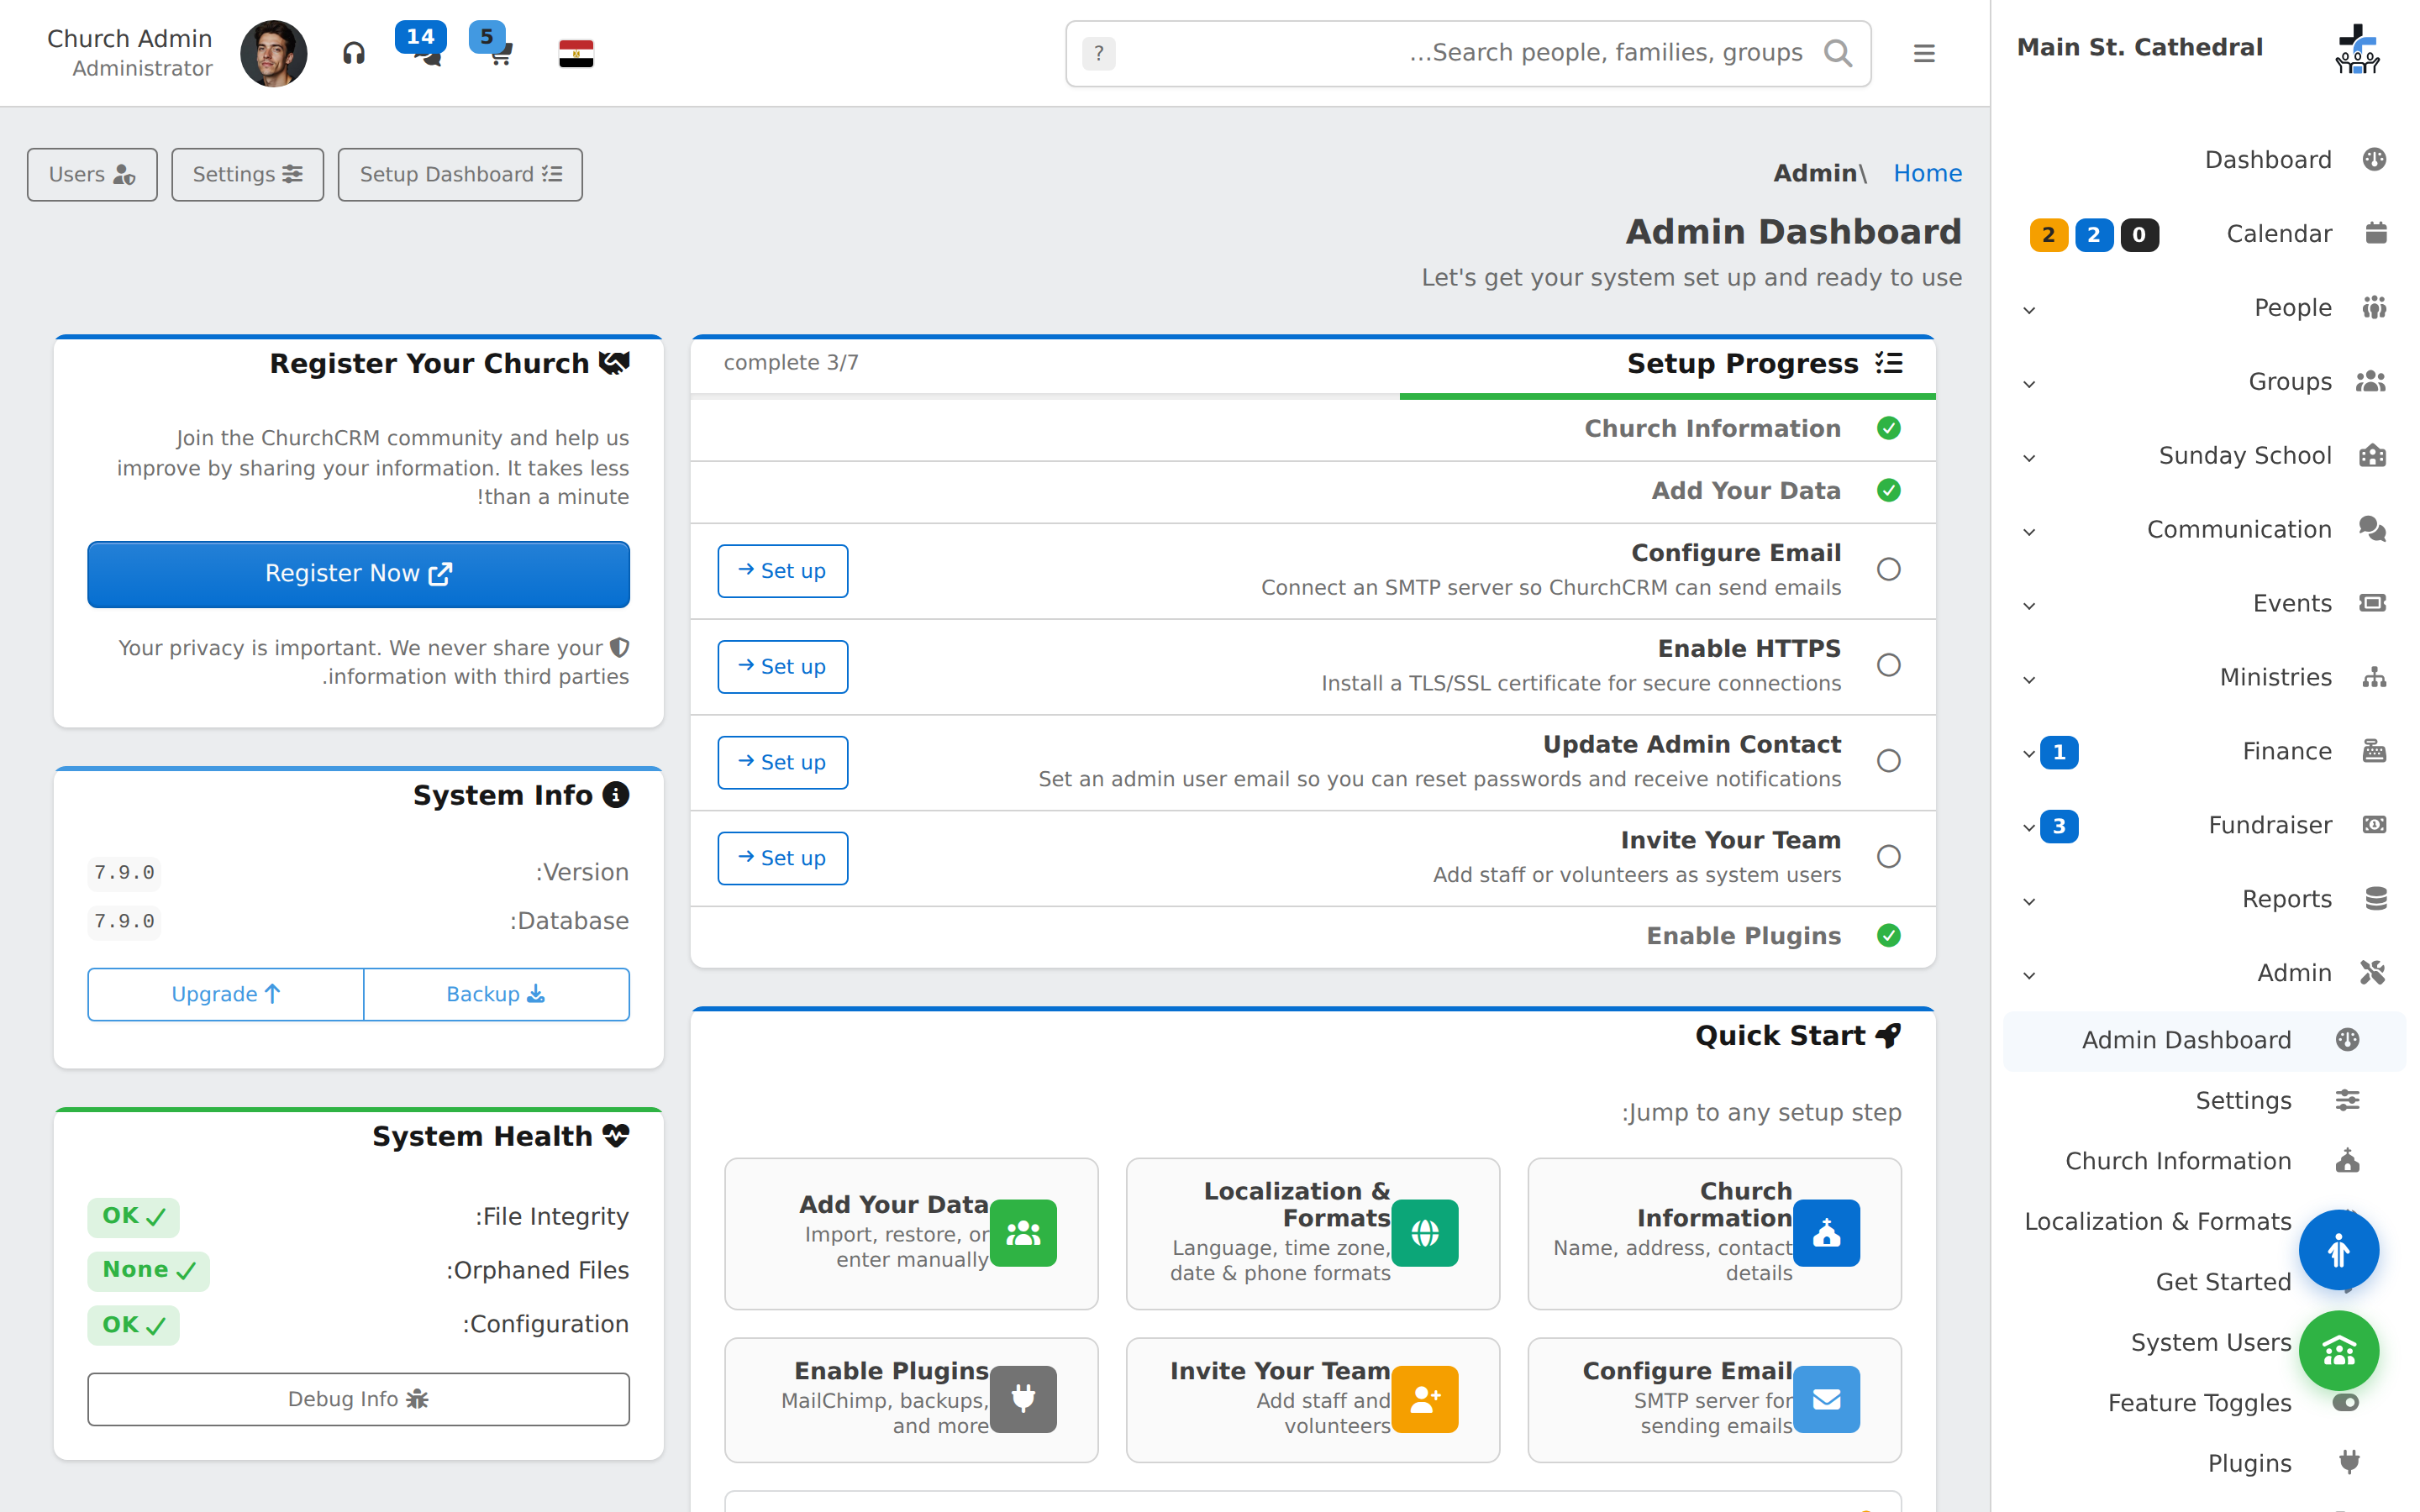 Main St. Cathedral
Search people, families, groups...
?
5
14
Church Admin
Administrator
Dashboard
Calendar
0
2
2
People
Groups
Sunday School
Communication
Events
Ministries
Finance
1
Fundraiser
3
Reports
Admin
Admin Dashboard
Settings
Church Information
Localization & Formats
Get Started
System Users
Feature Toggles
Plugins
Home
Admin\
Setup Dashboard
Settings
Users
Admin Dashboard
Let's get your system set up and ready to use
Setup Progress
complete 3/7
Church Information
Add Your Data
Configure Email
Connect an SMTP server so ChurchCRM can send emails
Set up
Enable HTTPS
Install a TLS/SSL certificate for secure connections
Set up
Update Admin Contact
Set an admin user email so you can reset passwords and receive notifications
Set up
Invite Your Team
Add staff or volunteers as system users
Set up
Enable Plugins
Quick Start
Jump to any setup step:
Church
Information
Name, address, contact
details
Localization &
Formats
Language, time zone,
date & phone formats
Add Your Data
Import, restore, or
enter manually
Configure Email
SMTP server for
sending emails
Invite Your Team
Add staff and
volunteers
Enable Plugins
MailChimp, backups,
and more
Register Your Church
Join the ChurchCRM community and help us
improve by sharing your information. It takes less
than a minute!
Register Now
Your privacy is important. We never share your
information with third parties.
System Info
Version:
7.9.0
Database:
7.9.0
Backup
Upgrade
System Health
File Integrity:
OK
Orphaned Files:
None
Configuration:
OK
Debug Info